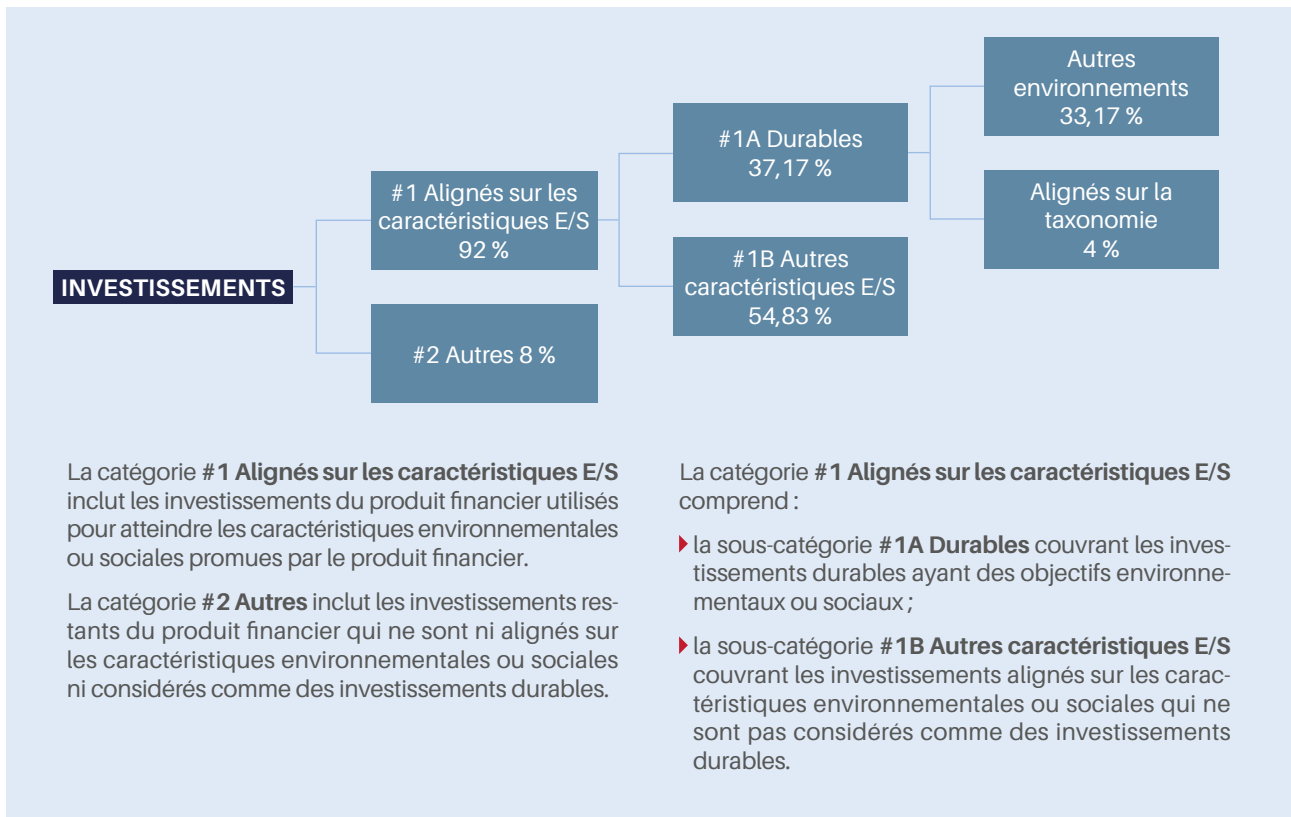 INVESTISSEMENTS
#1 Alignés sur les
caractéristiques E/S
92 %
#2 Autres 8 %
#1A Durables
37,17 %
#1B Autres
caractéristiques E/S
54,83 %
Autres
environnements
33,17 %
Alignés sur la
taxonomie
4 %
La catégorie #1 Alignés sur les caractéristiques E/S
inclut les investissements du produit financier utilisés
pour atteindre les caractéristiques environnementales
ou sociales promues par le produit financier.
La catégorie #2 Autres inclut les investissements res-
tants du produit financier qui ne sont ni alignés sur
les caractéristiques environnementales ou sociales
ni considérés comme des investissements durables.
La catégorie #1 Alignés sur les caractéristiques E/S
comprend :
la sous-catégorie #1A Durables couvrant les inves-
tissements durables ayant des objectifs environne-
mentaux ou sociaux ;
la sous-catégorie #1B Autres caractéristiques E/S
couvrant les investissements alignés sur les carac-
téristiques environnementales ou sociales qui ne
sont pas considérés comme des investissements
durables.